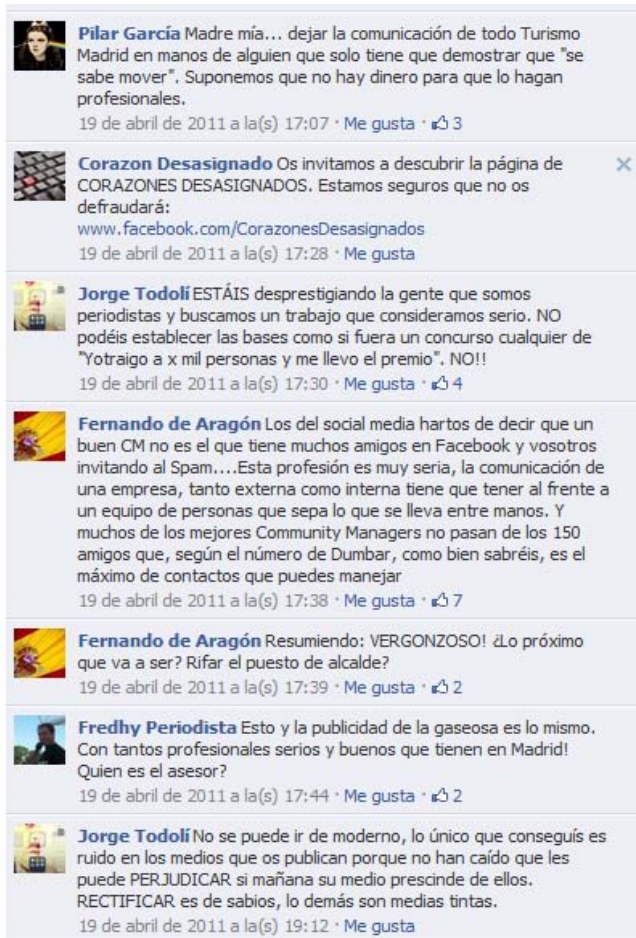 Pilar García Madre mía... dejar la comunicación de todo Turismo
Madrid en manos de alguien que solo tiene que demostrar que "se
sabe mover". Suponemos que no hay dinero para que lo hagan
profesionales.
19 de abril de 2011 a la(s) 17:07 · Me gusta · 3
Corazon Desasignado Os invitamos a descubrir la página de
CORAZONES DESASIGNADOS. Estamos seguros que no os
defraudará:
www.facebook.com/CorazonesDesasignados
19 de abril de 2011 a la(s) 17:28 · Me gusta
Jorge Todolí ESTÁIS desprestigiando la gente que somos
periodistas y buscamos un trabajo que consideramos serio. NO
podéis establecer las bases como si fuera un concurso cualquier de
"Yotraigo a x mil personas y me llevo el premio". NO!!
19 de abril de 2011 a la(s) 17:30 · Me gusta · 4
Fernando de Aragón Los del social media hartos de decir que un
buen CM no es el que tiene muchos amigos en Facebook y vosotros
invitando al Spam....Esta profesión es muy seria, la comunicación de
una empresa, tanto externa como interna tiene que tener al frente a
un equipo de personas que sepa lo que se lleva entre manos. Y
muchos de los mejores Community Managers no pasan de los 150
amigos que, según el número de Dumbar, como bien sabréis, es el
máximo de contactos que puedes manejar
19 de abril de 2011 a la(s) 17:38 · Me gusta · 7
Fernando de Aragón Resumiendo: VERGONZOSO! ¿Lo próximo
que va a ser? Rifar el puesto de alcalde?
19 de abril de 2011 a la(s) 17:39 · Me gusta · 2
Fredhy Periodista Esto y la publicidad de la gaseosa es lo mismo.
Con tantos profesionales serios y buenos que tienen en Madrid!
Quien es el asesor?
19 de abril de 2011 a la(s) 17:44 · Me gusta · 2
Jorge Todolí No se puede ir de moderno, lo único que conseguís es
ruido en los medios que os publican porque no han caído que les
puede PERJUDICAR si mañana su medio prescinde de ellos.
RECTIFICAR es de sabios, lo demás son medias tintas.
19 de abril de 2011 a la(s) 19:12 · Me gusta